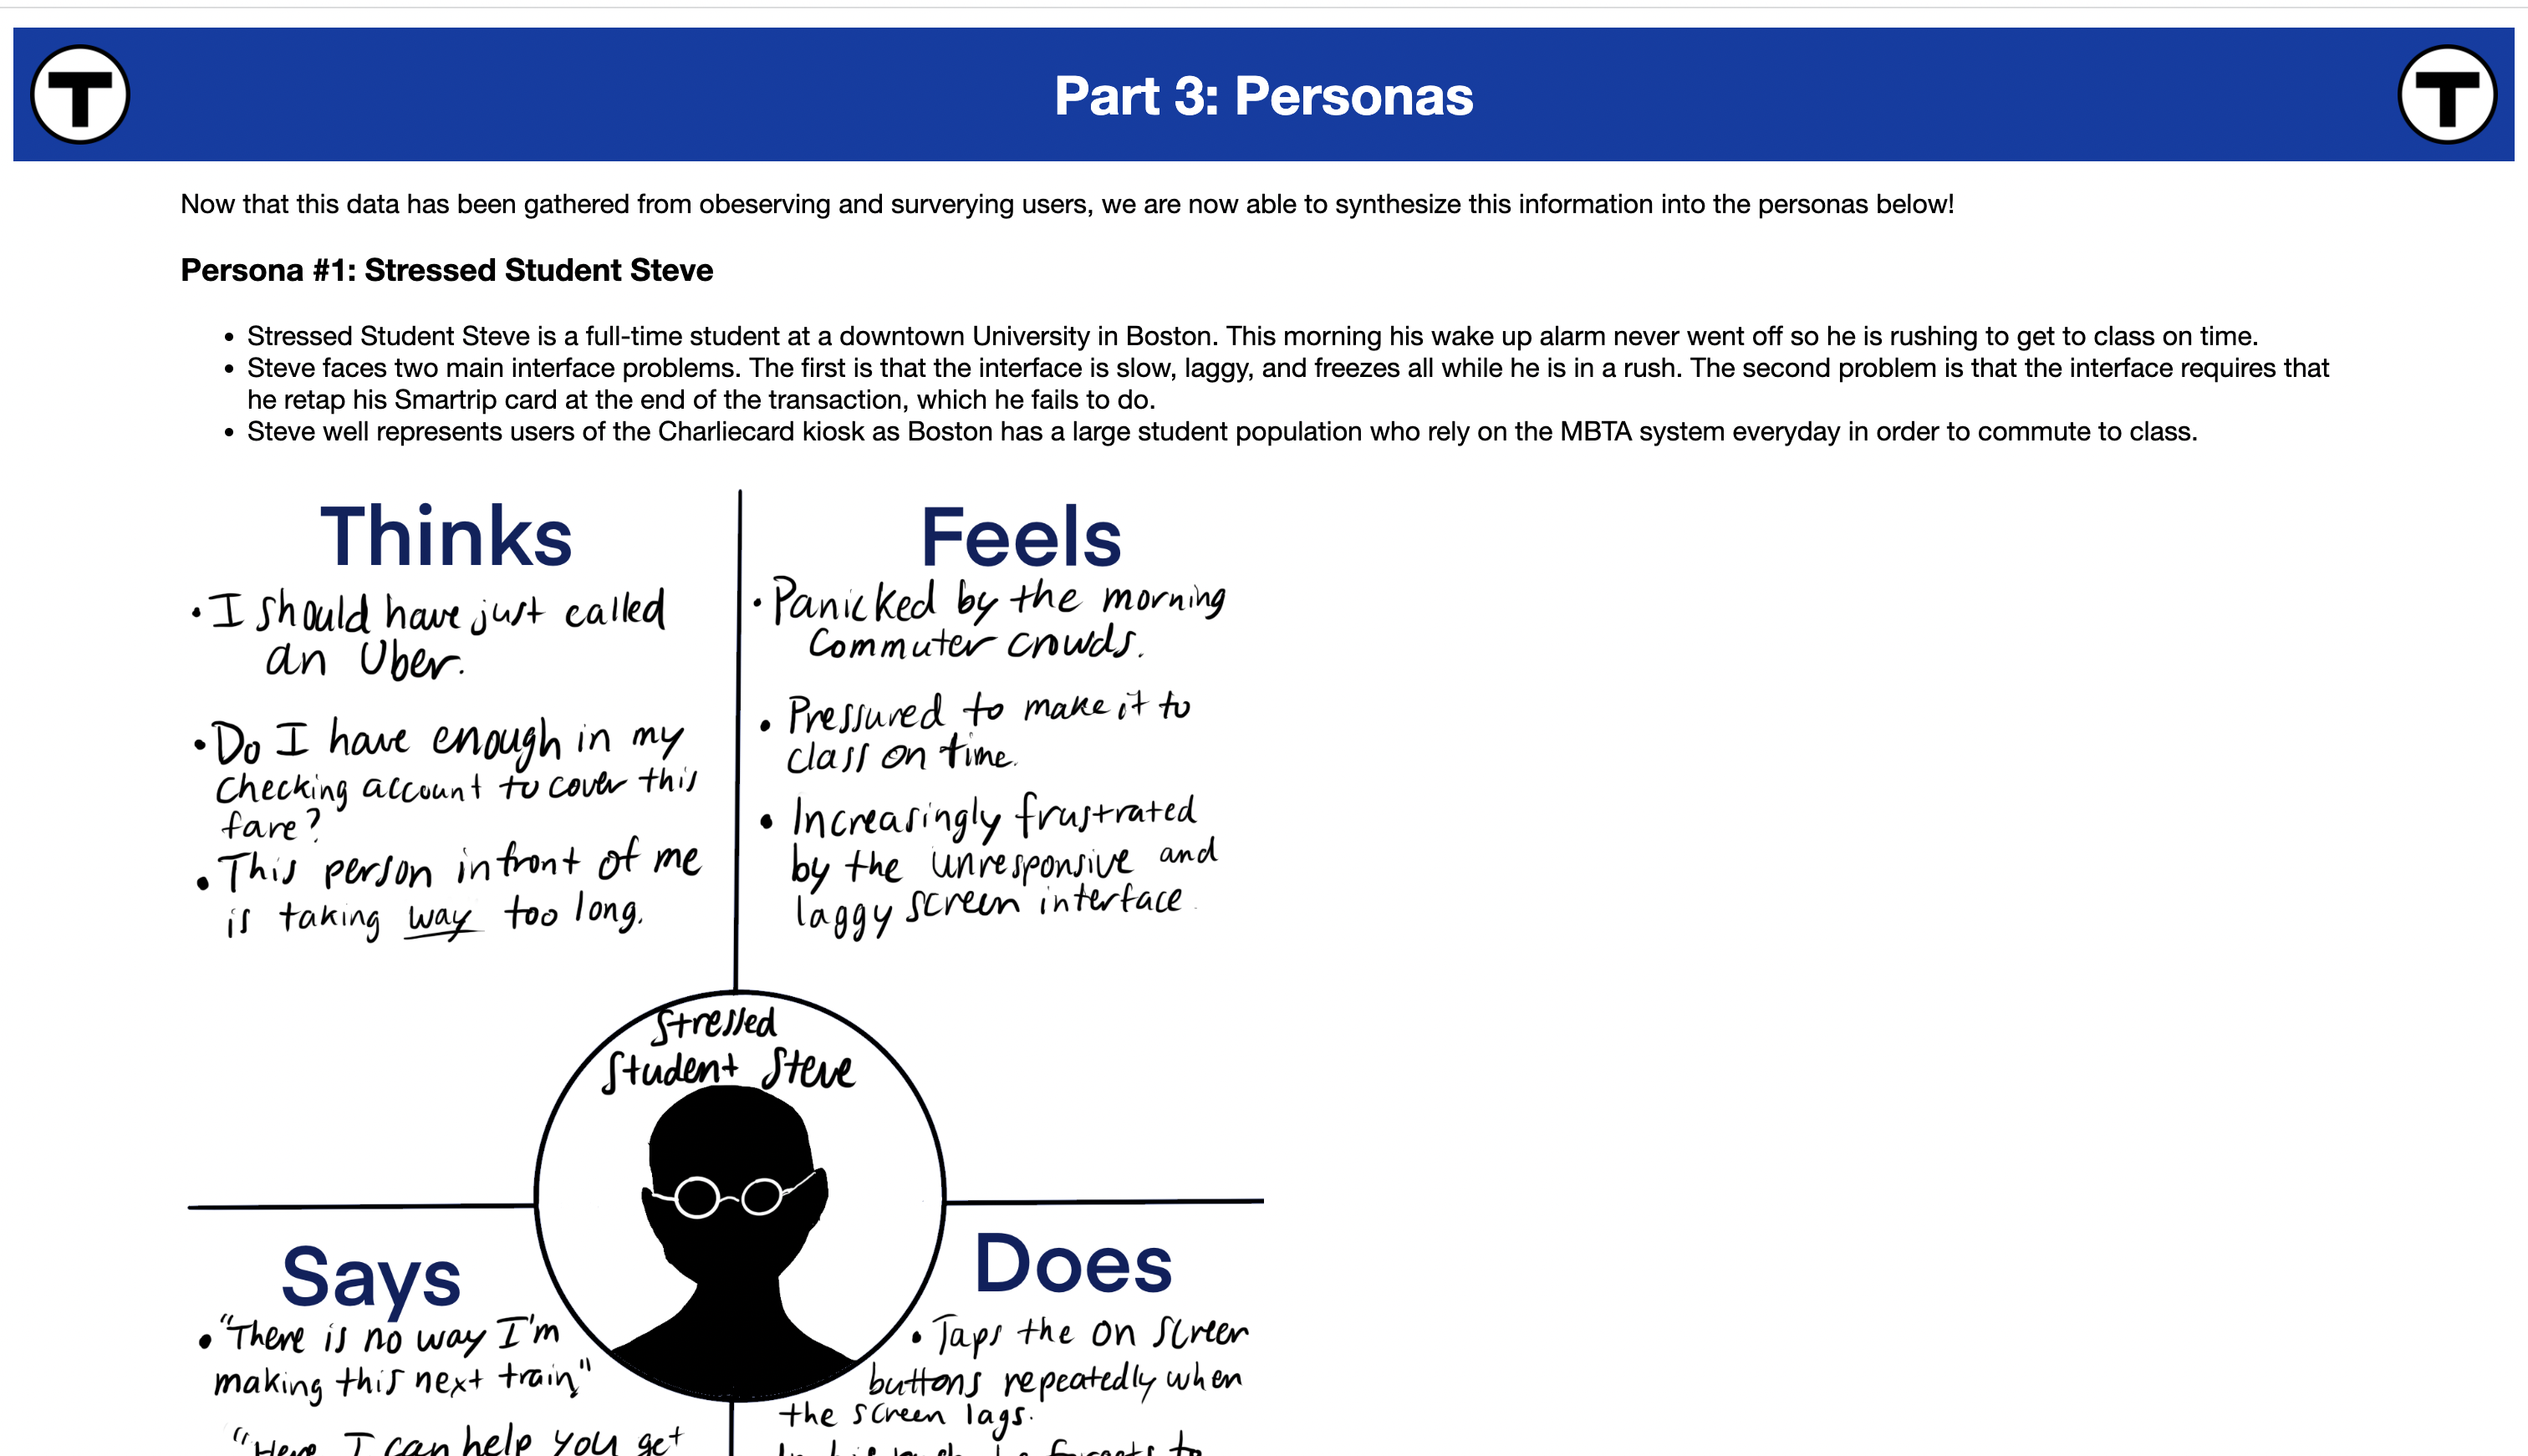 T
Part 3: Personas
T
Now that this data has been gathered from obeserving and surverying users, we are now able to synthesize this information into the personas below!
Persona #1: Stressed Student Steve
• Stressed Student Steve is a full-time student at a downtown University in Boston. This morning his wake up alarm never went off so he is rushing to get to class on time.
• Steve faces two main interface problems. The first is that the interface is slow, laggy, and freezes all while he is in a rush. The second problem is that the interface requires that
he retap his Smartrip card at the end of the transaction, which he fails to do.
• Steve well represents users of the Charliecard kiosk as Boston has a large student population who rely on the MBTA system everyday in order to commute to class.
Thinks
• I should have just called
an Uber.
• Do I have enough in my
checking account to cover this
fare?
• This person in front of me
is taking way too long.
Feels
• Panicked by the morning
commuter crowds.
• Pressured to make it to
class on time.
• Increasingly frustrated
by the unresponsive and
laggy screen interface.
Stressed
Student Steve
Says
• "There is no way I'm
making this next train"
"Here I can help you get
Does
• Taps the on screen
buttons repeatedly when
the screen lags.
In his rush he forgets to